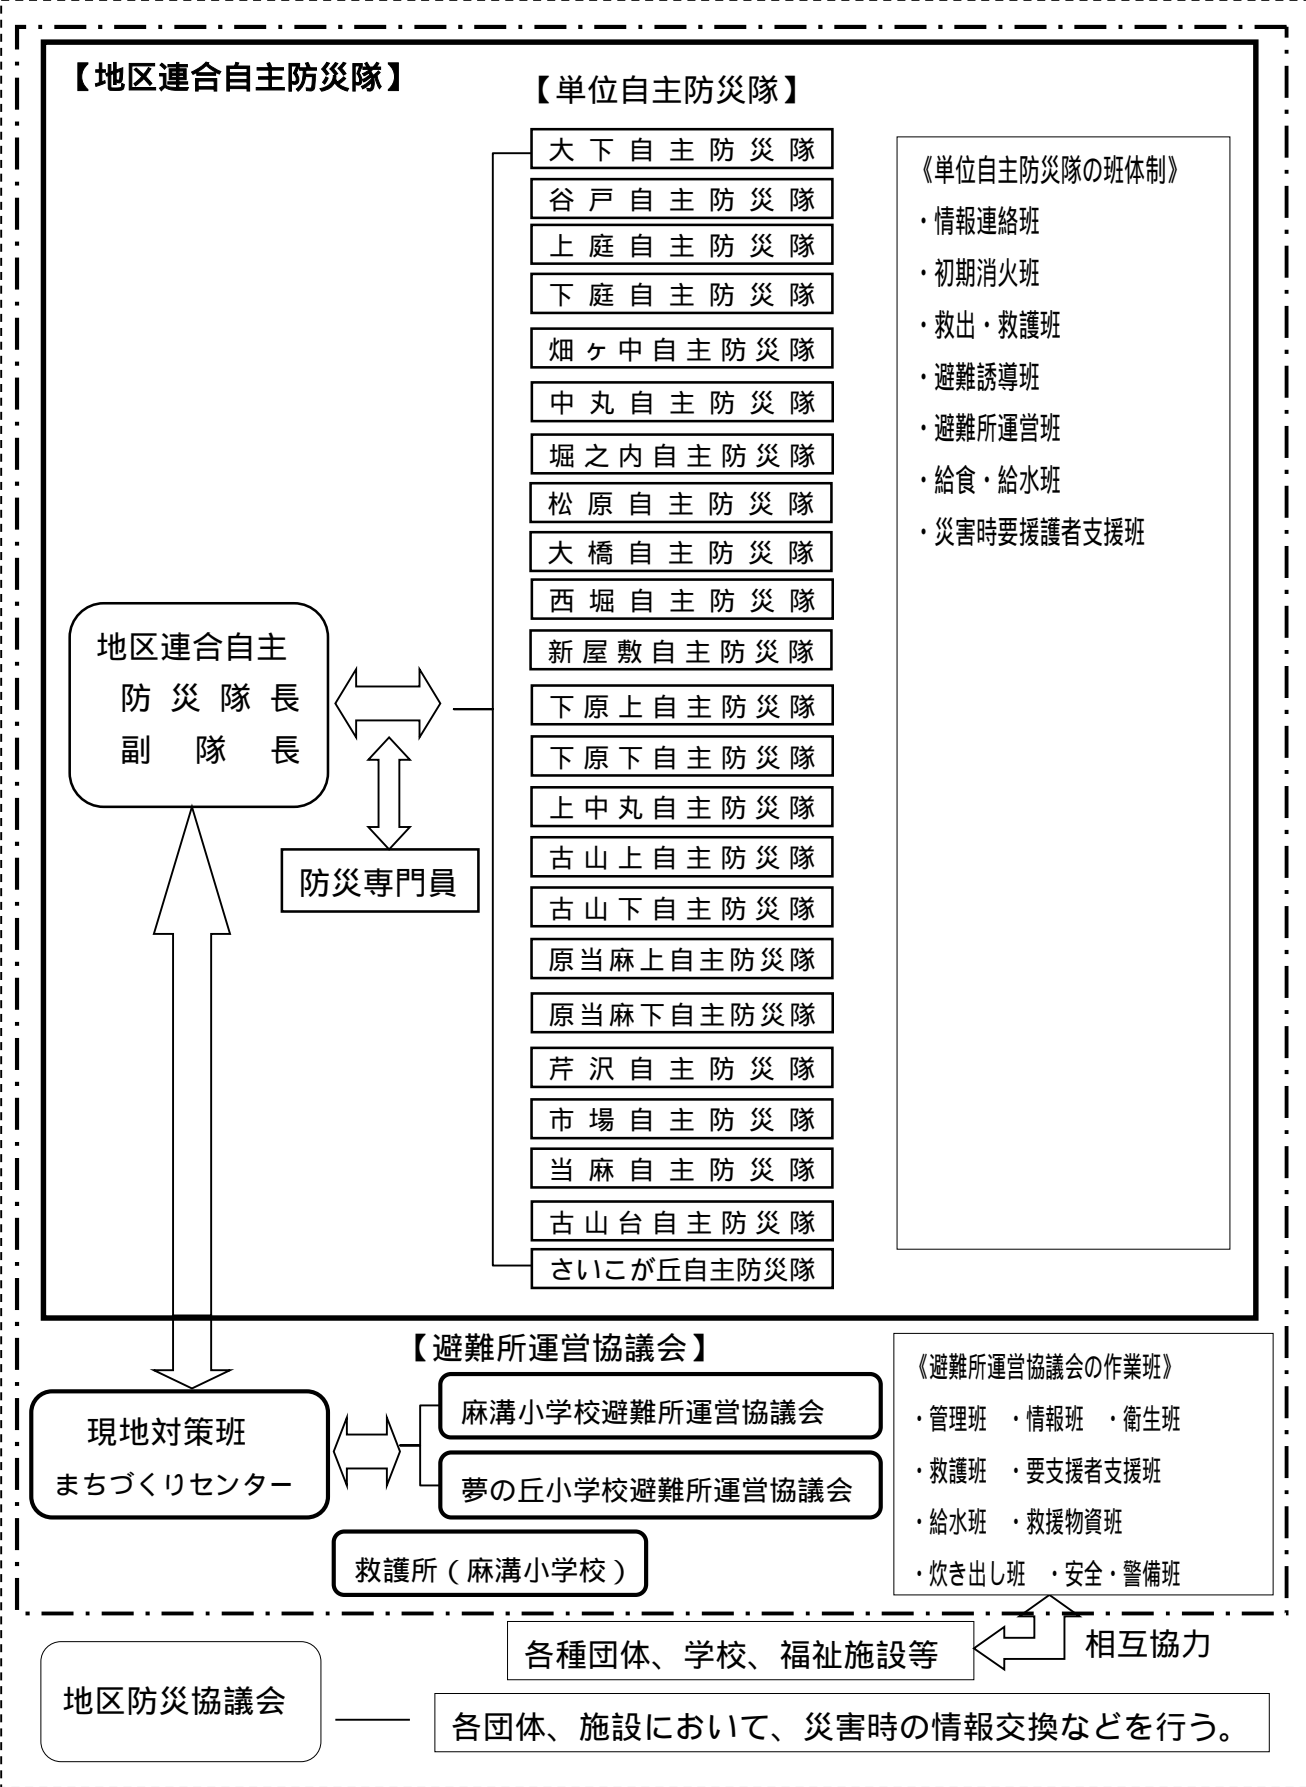 【地区連合自主防災隊】
【単位自主防災隊】
大下自主防災隊
谷戸自主防災隊
上庭自主防災隊
下庭自主防災隊
畑ヶ中自主防災隊
中丸自主防災隊
堀之内自主防災隊
松原自主防災隊
大橋自主防災隊
西堀自主防災隊
新屋敷自主防災隊
下原上自主防災隊
下原下自主防災隊
上中丸自主防災隊
古山上自主防災隊
古山下自主防災隊
原当麻上自主防災隊
原当麻下自主防災隊
芹沢自主防災隊
市場自主防災隊
当麻自主防災隊
古山台自主防災隊
さいこが丘自主防災隊
《単位自主防災隊の班体制》
・情報連絡班
・初期消火班
・救出・救護班
・避難誘導班
・避難所運営班
・給食・給水班
・災害時要援護者支援班
地区連合自主
防災隊長
副隊長
防災専門員
【避難所運営協議会】
現地対策班
まちづくりセンター
麻溝小学校避難所運営協議会
夢の丘小学校避難所運営協議会
救護所（麻溝小学校）
《避難所運営協議会の作業班》
・管理班　・情報班　・衛生班
・救護班　・要支援者支援班
・給水班　・救援物資班
・炊き出し班　・安全・警備班
各種団体、学校、福祉施設等
相互協力
地区防災協議会
各団体、施設において、災害時の情報交換などを行う。